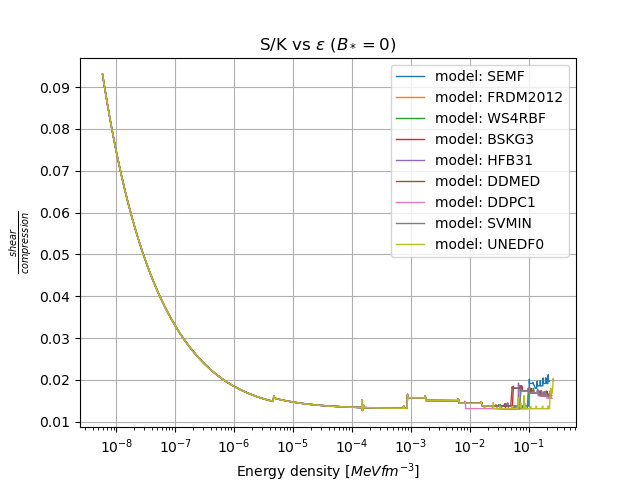 S/K vs ε (B* = 0)
0.09
0.08
0.07
0.06
0.05
0.04
0.03
0.02
0.01
shear
compression
model: SEMF
model: FRDM2012
model: WS4RBF
model: BSKG3
model: HFB31
model: DDMED
model: DDPC1
model: SVMIN
model: UNEDF0
10⁻⁸ 10⁻⁷ 10⁻⁶ 10⁻⁵ 10⁻⁴ 10⁻³ 10⁻² 10⁻¹
Energy density [MeVfm⁻³]